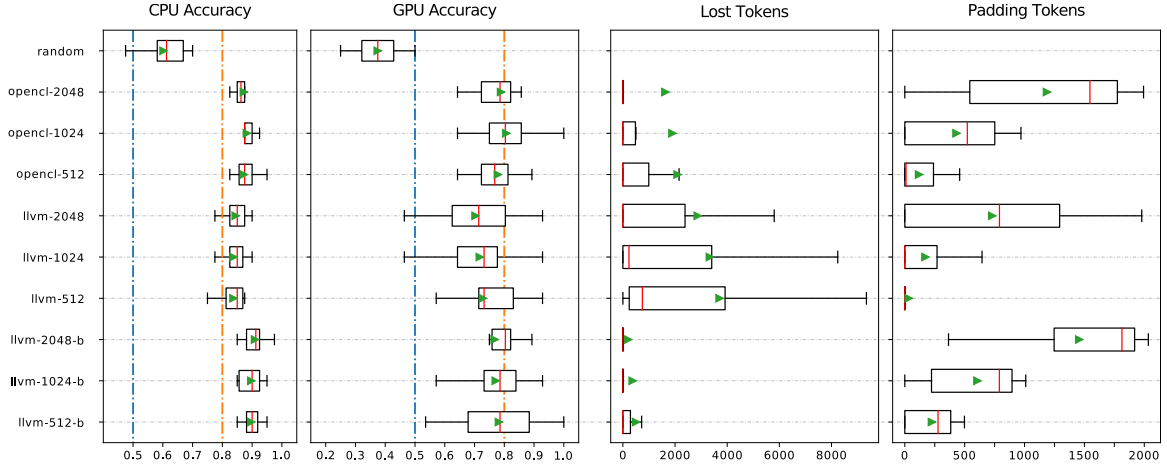 CPU Accuracy GPU Accuracy Lost Tokens Padding Tokens
random
opencl-2048
opencl-1024
opencl-512
llvm-2048
llvm-1024
llvm-512
llvm-2048-b
llvm-1024-b
llvm-512-b
0.4 0.5 0.6 0.7 0.8 0.9 1.0 0.2 0.3 0.4 0.5 0.6 0.7 0.8 0.9 1.0 0 2000 4000 6000 8000 0 500 1000 1500 2000